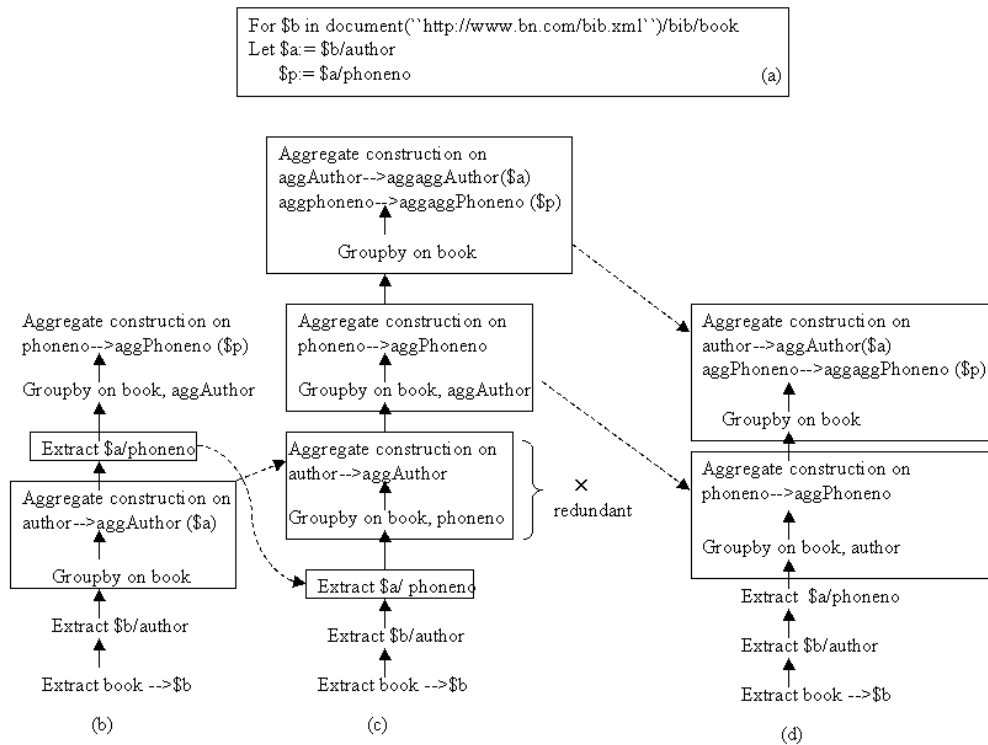 For $b in document(``http://www.bn.com/bib.xml``)/bib/book
Let $a:= $b/author
$p:= $a/phoneno
(a)
Aggregate construction on
phoneno-->aggPhoneno ($p)
Groupby on book, aggAuthor
Extract $a/phoneno
Aggregate construction on
author-->aggAuthor ($a)
Groupby on book
Extract $b/author
Extract book -->$b
(b)
Aggregate construction on
aggAuthor-->aggaggAuthor($a)
aggphoneno-->aggaggPhoneno ($p)
Groupby on book
Aggregate construction on
phoneno-->aggPhoneno
Groupby on book, aggAuthor
Aggregate construction on
author-->aggAuthor
Groupby on book, phoneno
×
redundant
Extract $a/ phoneno
Extract $b/author
Extract book -->$b
(c)
Aggregate construction on
author-->aggAuthor($a)
aggPhoneno-->aggaggPhoneno ($p)
Groupby on book
Aggregate construction on
phoneno-->aggPhoneno
Groupby on book, author
Extract $a/phoneno
Extract $b/author
Extract book -->$b
(d)